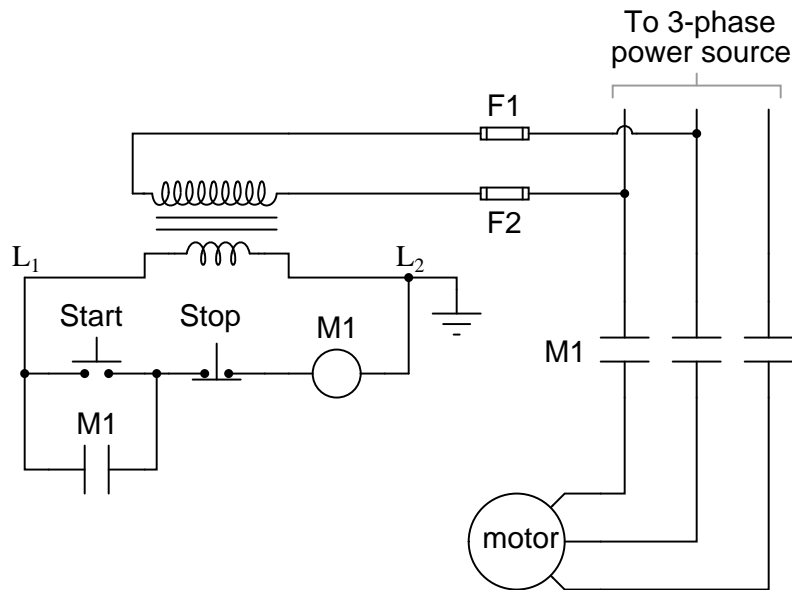 To 3-phase
power source
F1
F2
L1
L2
Start
Stop
M1
M1
M1
motor